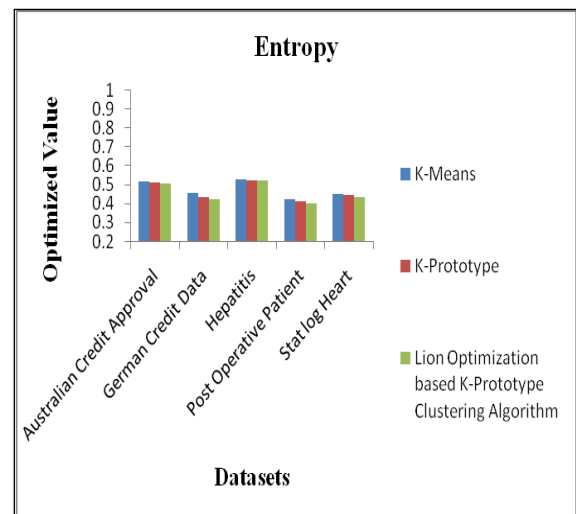 Entropy
Optimized Value
1
0.9
0.8
0.7
0.6
0.5
0.4
0.3
0.2
Australian Credit Approval
German Credit Data
Hepatitis
Post Operative Patient
Stat log Heart
Datasets
K-Means
K-Prototype
Lion Optimization
based K-Prototype
Clustering Algorithm